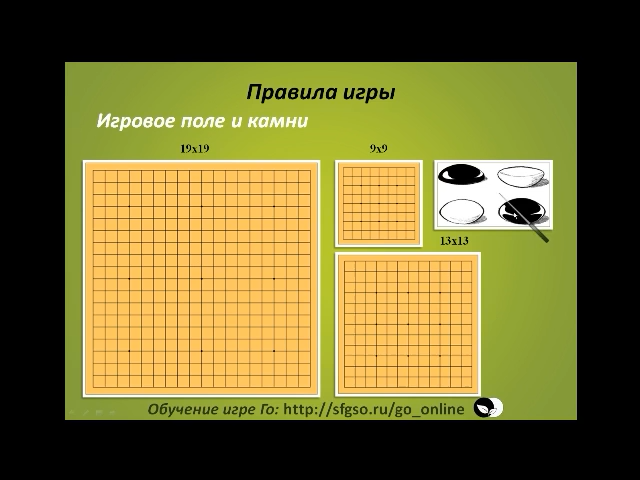 Правила игры
Игровое поле и камни
19x19
9x9
13x13
Обучение игре Го: http://sfgso.ru/go_online